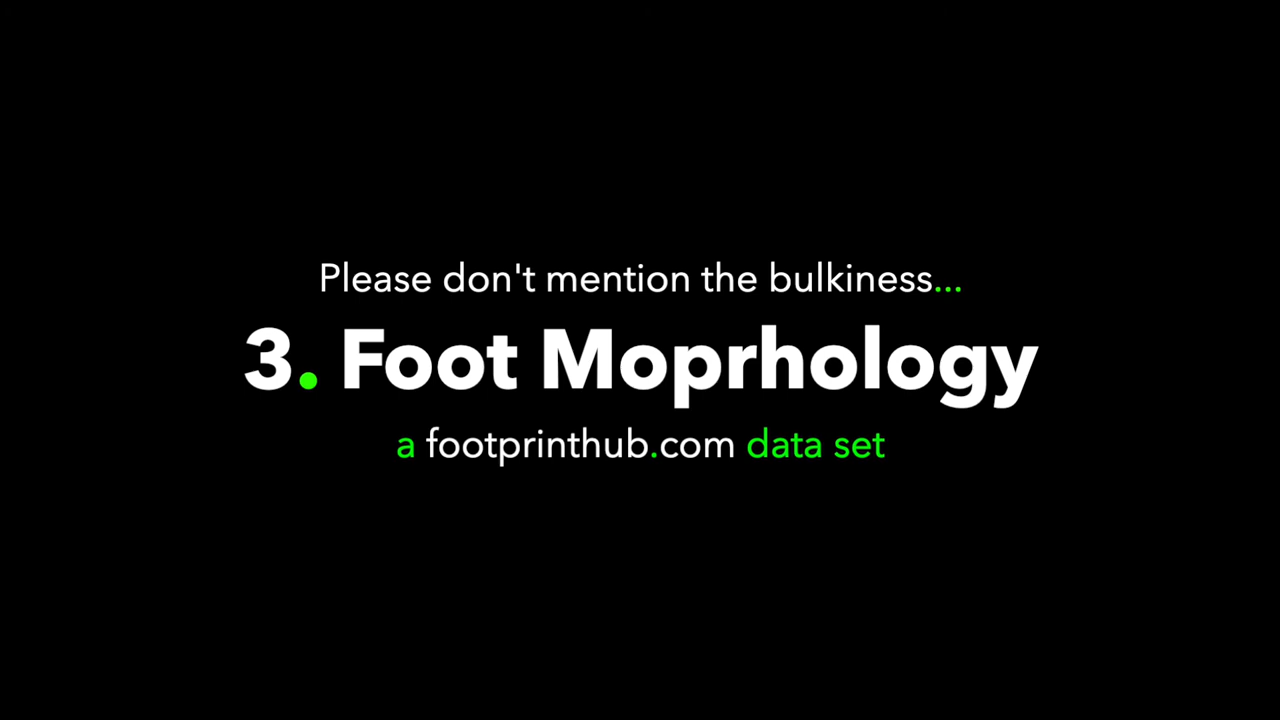 Please don't mention the bulkiness...
3. Foot Moprhology
a footprinthub.com data set